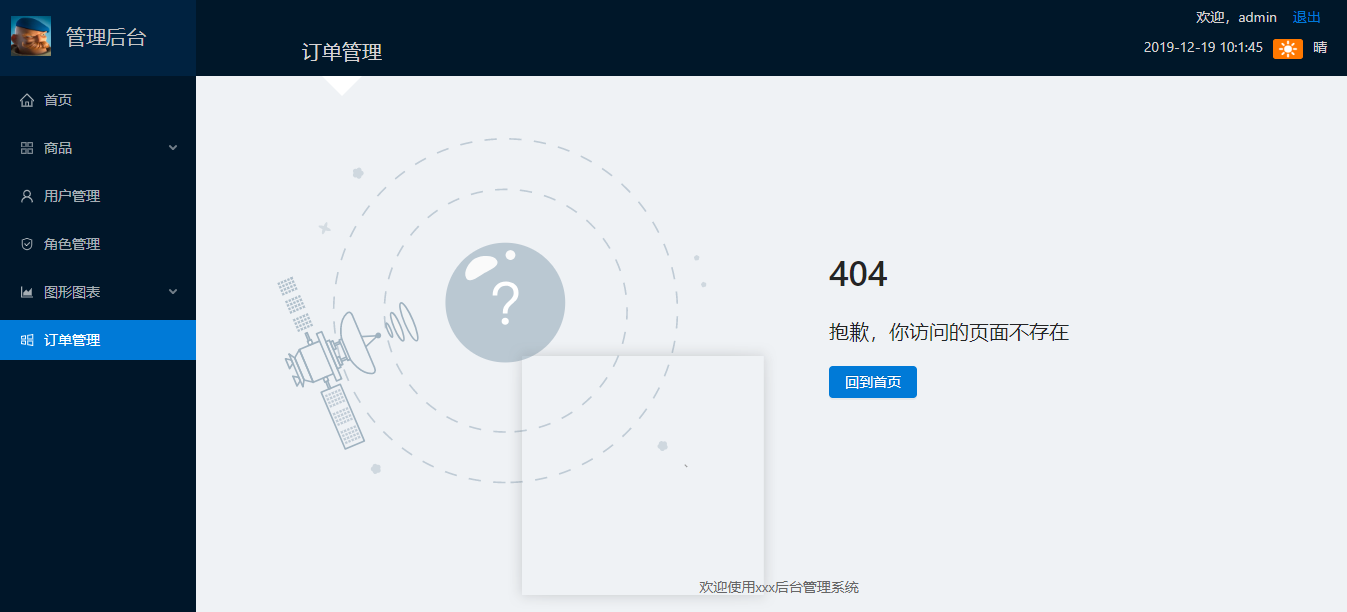 管理后台
欢迎，admin 退出
订单管理
2019-12-19 10:1:45 晴
首页
商品
用户管理
角色管理
图形图表
订单管理
?
404
抱歉，你访问的页面不存在
回到首页
欢迎使用xxx后台管理系统